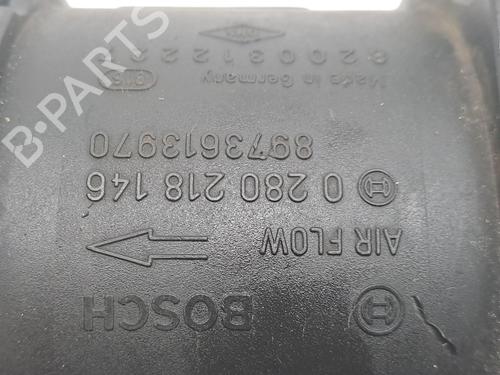 BOSCH
AIR FLOW
0 280 218 146
8973613970
Made in Germany
B-PARTS